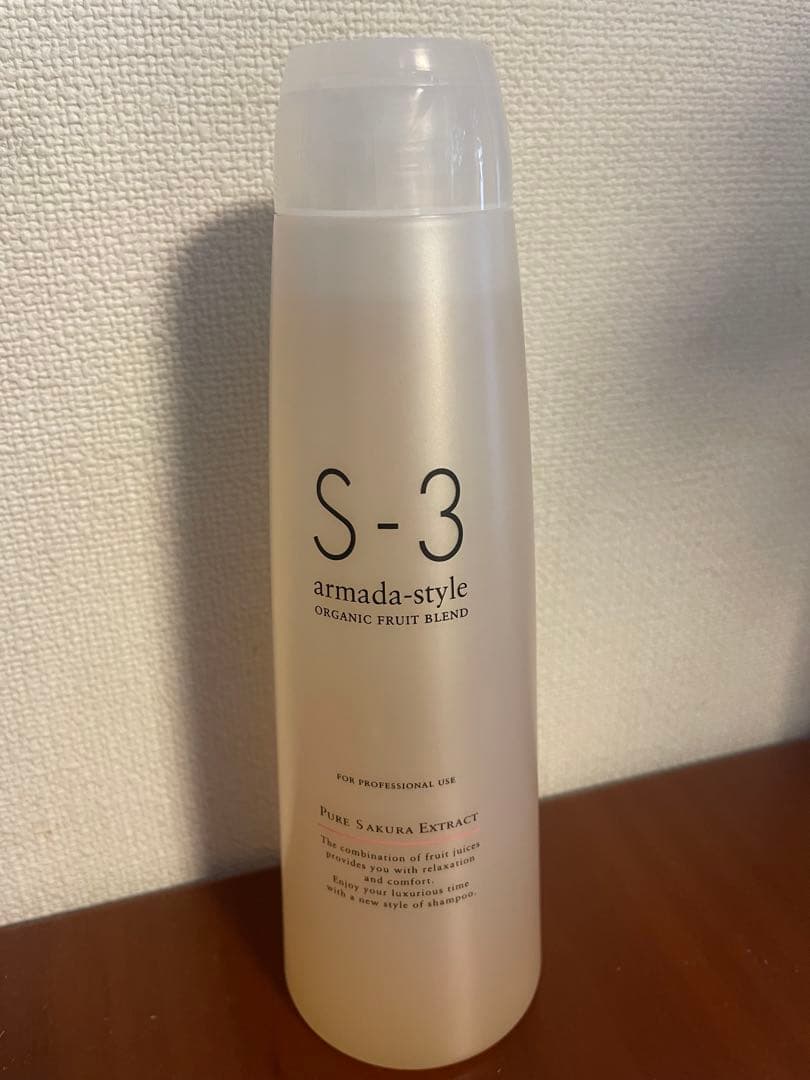 S-3
armada-style
ORGANIC FRUIT BLEND
FOR PROFESSIONAL USE
PURE SAKURA EXTRACT
The combination of fruit juices
provides you with relaxation
and comfort.
Enjoy your luxurious time
with a new style of shampoo.